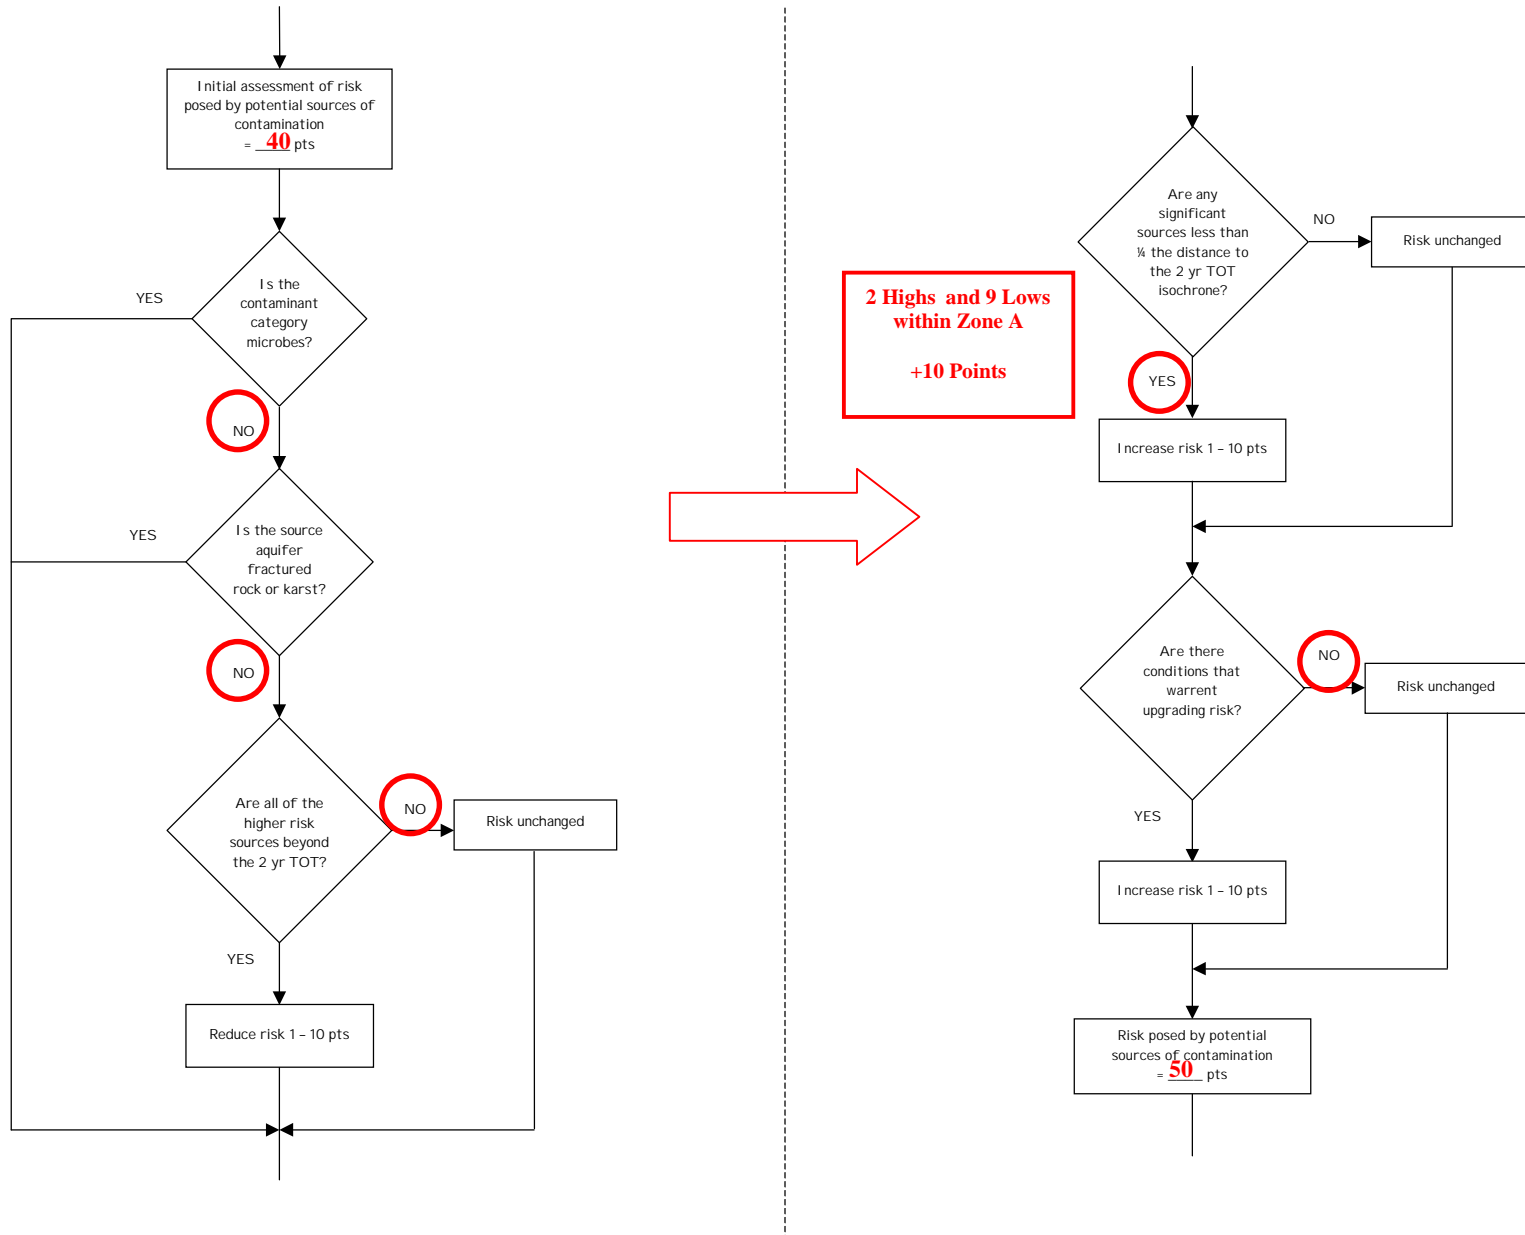 Initial assessment of risk
posed by potential sources of
contamination
= 40 pts
Is the
contaminant
category
microbes?
YES
NO
Is the source
aquifer
fractured
rock or karst?
YES
NO
Are all of the
higher risk
sources beyond
the 2 yr TOT?
NO
Risk unchanged
YES
Reduce risk 1 – 10 pts
Are any
significant
sources less than
¼ the distance to
the 2 yr TOT
isochrone?
NO
Risk unchanged
2 Highs and 9 Lows
within Zone A
+10 Points
YES
Increase risk 1 – 10 pts
Are there
conditions that
warrent
upgrading risk?
NO
Risk unchanged
YES
Increase risk 1 – 10 pts
Risk posed by potential
sources of contamination
= 50 pts